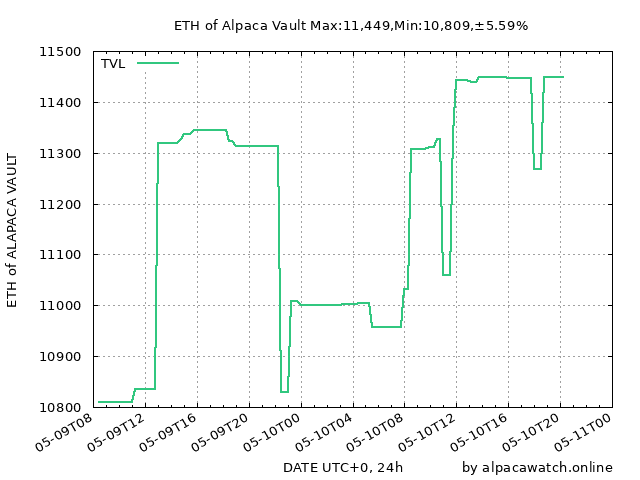 ETH of Alpaca Vault Max:11,449,Min:10,809,±5.59%
TVL
11500
11400
11300
11200
11100
11000
10900
10800
ETH of ALAPACA VAULT
05-09T08
05-09T12
05-09T16
05-09T20
05-10T00
05-10T04
05-10T08
05-10T12
05-10T16
05-10T20
05-11T00
DATE UTC+0, 24h
by alpacawatch.online